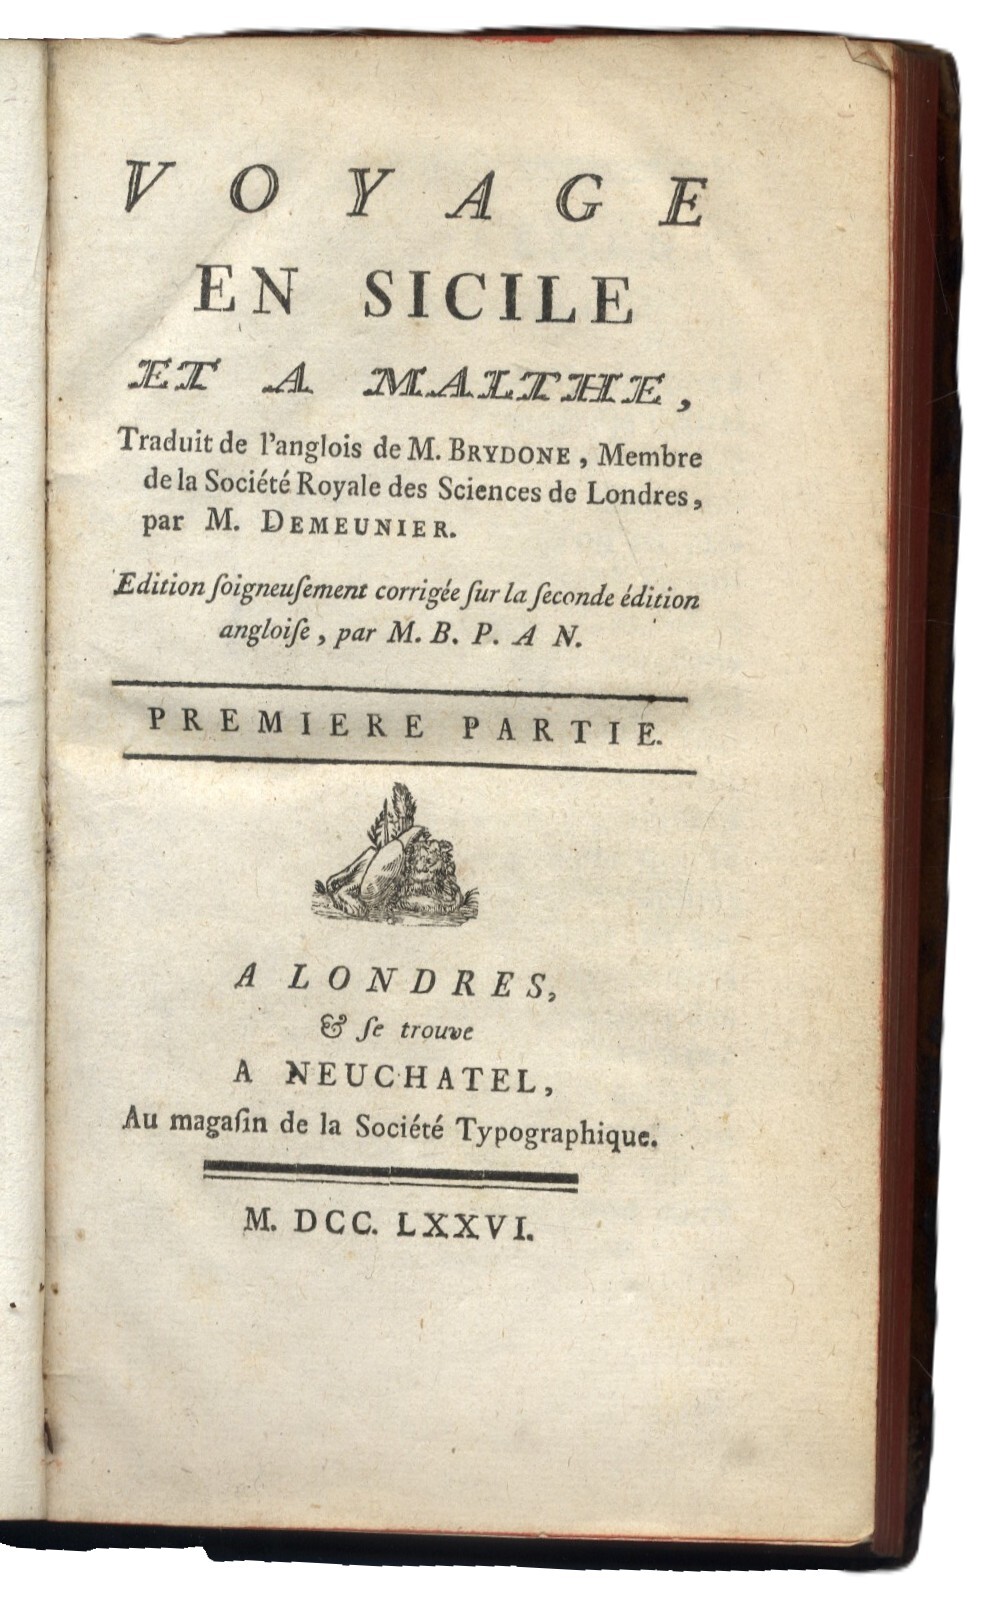 VOYAGE
EN SICILE
ET A MALTHE,
Traduit de l'anglois de M. BRYDONE, Membre
de la Société Royale des Sciences de Londres,
par M. DEMEUNIER.
Edition ſoigneuſement corrigée ſur la ſeconde édition
angloiſe, par M. B. P. A N.
PREMIERE PARTIE.
A LONDRES,
& ſe trouve
A NEUCHATEL,
Au magaſin de la Société Typographique.
M. DCC. LXXVI.